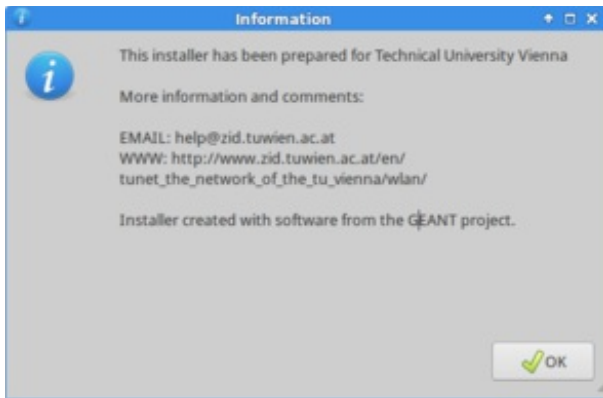 Information
This installer has been prepared for Technical University Vienna
More information and comments:
EMAIL: help@zid.tuwien.ac.at
WWW: http://www.zid.tuwien.ac.at/en/
tunet_the_network_of_the_tu_vienna/wlan/
Installer created with software from the GEANT project.
OK